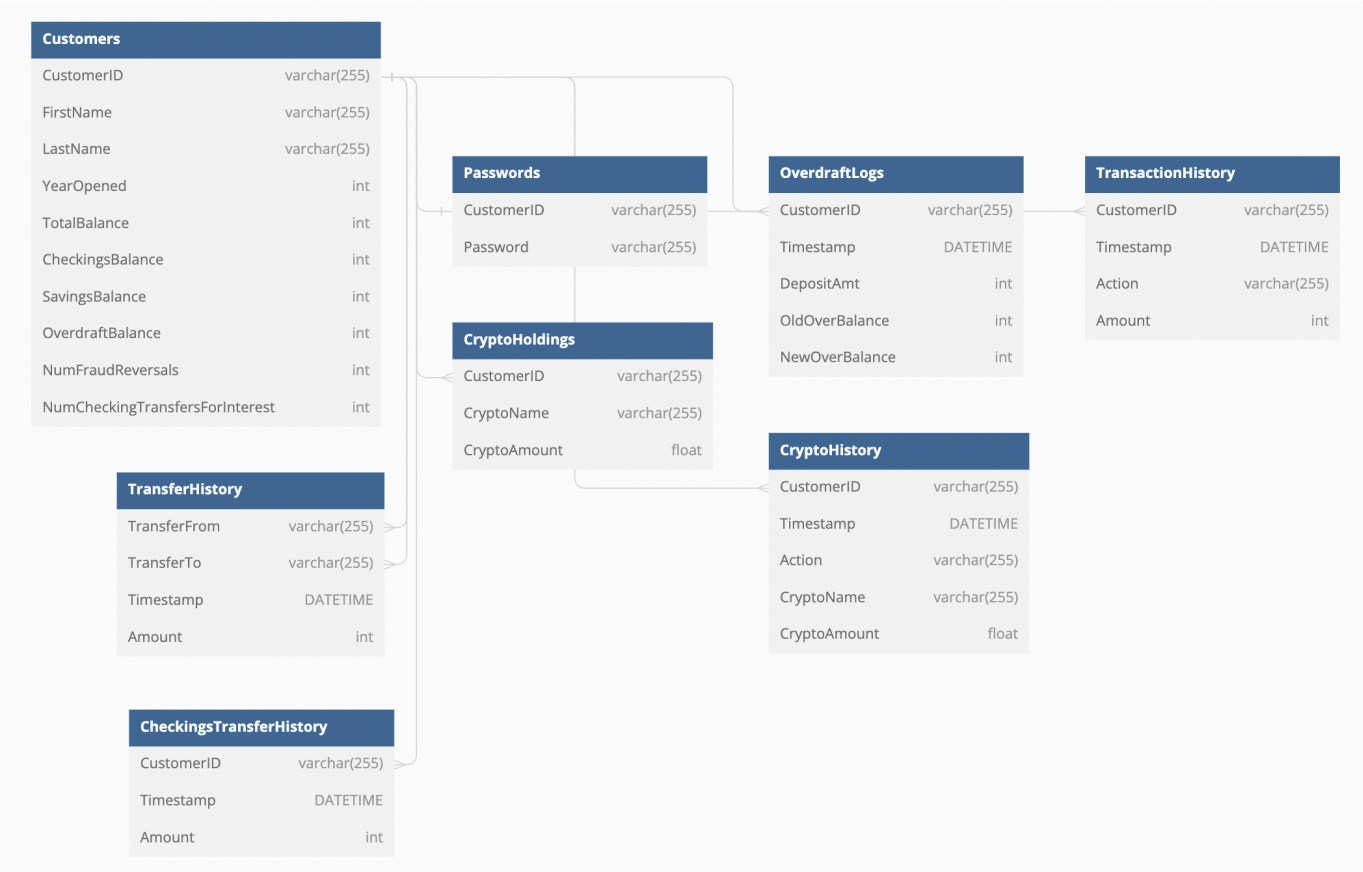 Customers
CustomerID varchar(255)
FirstName varchar(255)
LastName varchar(255)
YearOpened int
TotalBalance int
CheckingsBalance int
SavingsBalance int
OverdraftBalance int
NumFraudReversals int
NumCheckingTransfersForInterest int
Passwords
CustomerID varchar(255)
Password varchar(255)
OverdraftLogs
CustomerID varchar(255)
Timestamp DATETIME
DepositAmt int
OldOverBalance int
NewOverBalance int
TransactionHistory
CustomerID varchar(255)
Timestamp DATETIME
Action varchar(255)
Amount int
CryptoHoldings
CustomerID varchar(255)
CryptoName varchar(255)
CryptoAmount float
CryptoHistory
CustomerID varchar(255)
Timestamp DATETIME
Action varchar(255)
CryptoName varchar(255)
CryptoAmount float
TransferHistory
TransferFrom varchar(255)
TransferTo varchar(255)
Timestamp DATETIME
Amount int
CheckingsTransferHistory
CustomerID varchar(255)
Timestamp DATETIME
Amount int